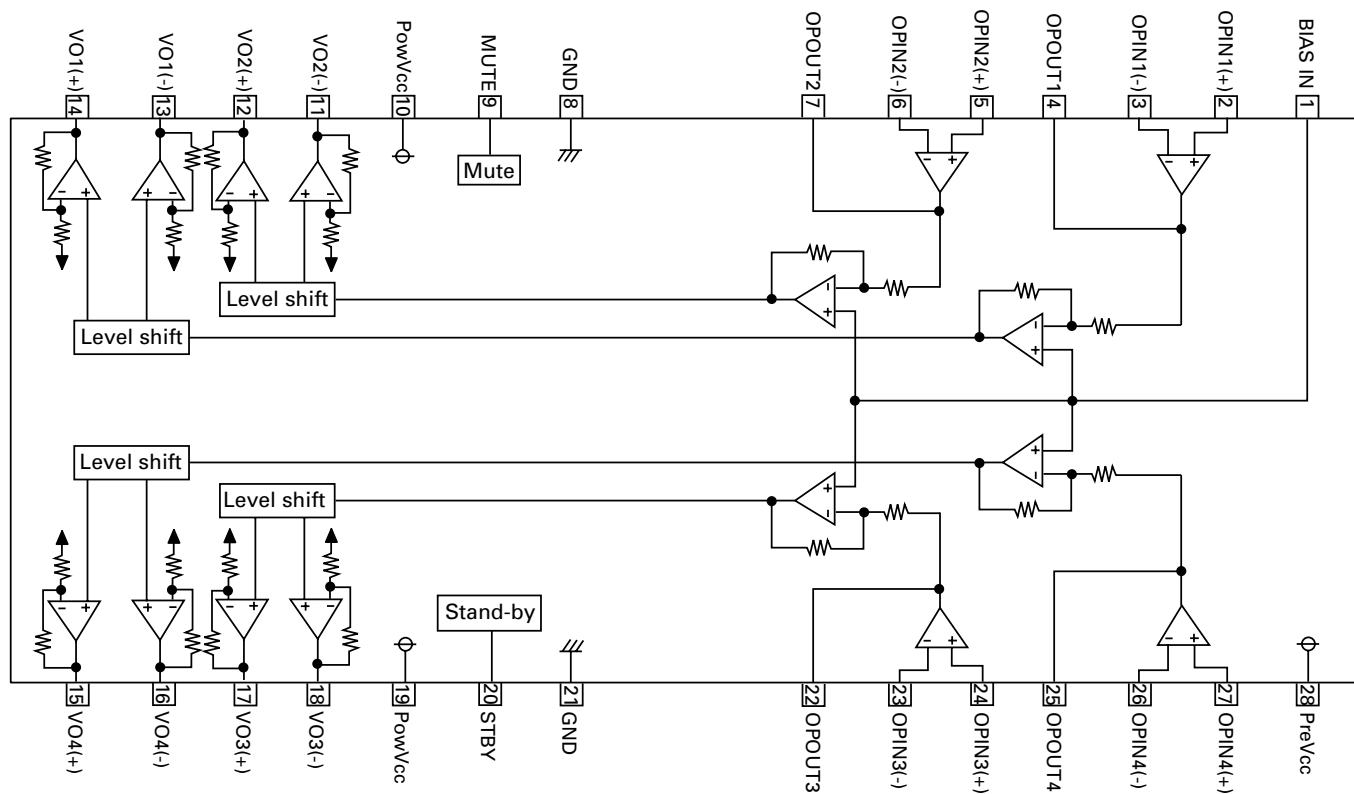 VO1(+) 14
VO1(-) 13
VO2(+) 12
VO2(-) 11
PowVcc 10
MUTE 9
GND 8
OPOUT2 7
OPIN2(-) 6
OPIN2(+) 5
OPOUT1 4
OPIN1(-) 3
OPIN1(+) 2
BIAS IN 1
- +
+ -
- +
+ -
Mute
- +
- +
Level shift
-
+
Level shift
-
+
Level shift
+
-
Level shift
+
-
- +
+ -
- +
+ -
Stand-by
- +
- +
15 VO4(+)
16 VO4(-)
17 VO3(+)
18 VO3(-)
19 PowVcc
20 STBY
21 GND
22 OPOUT3
23 OPIN3(-)
24 OPIN3(+)
25 OPOUT4
26 OPIN4(-)
27 OPIN4(+)
28 PreVcc